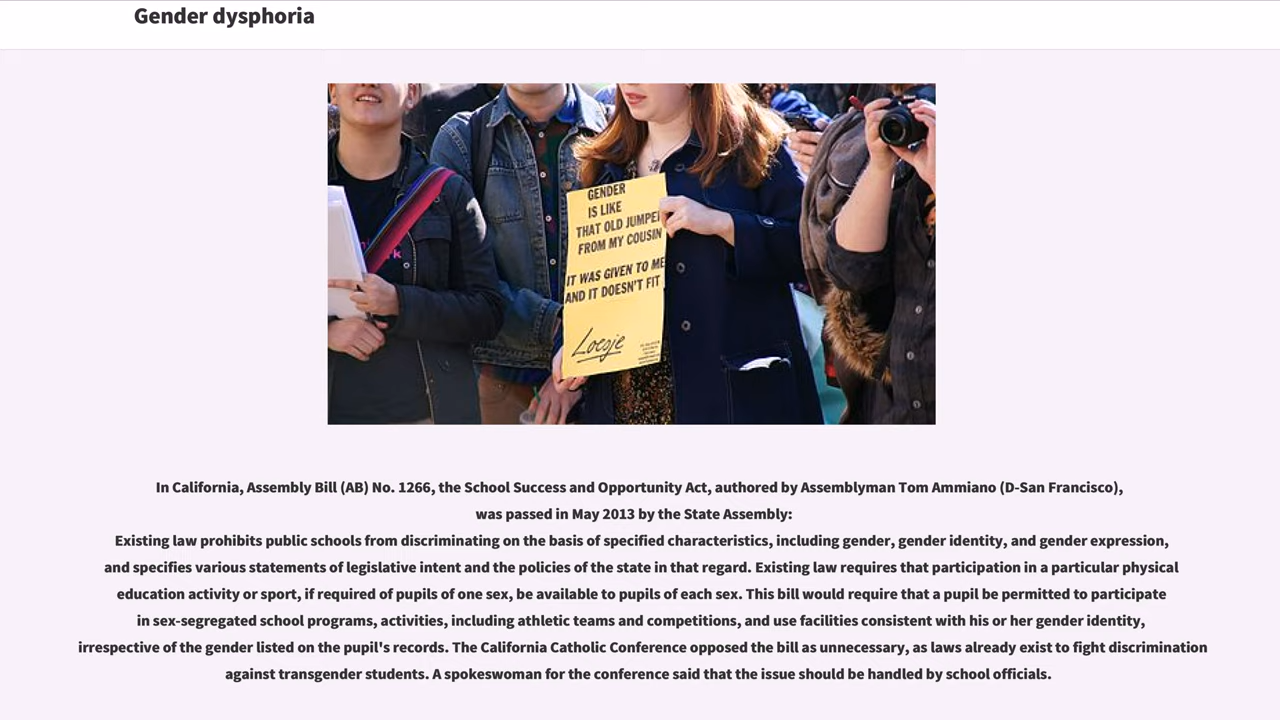 Gender dysphoria
GENDER
IS LIKE
THAT OLD JUMPER
FROM MY COUSIN
IT WAS GIVEN TO ME
AND IT DOESN'T FIT
Loesje
In California, Assembly Bill (AB) No. 1266, the School Success and Opportunity Act, authored by Assemblyman Tom Ammiano (D-San Francisco),
was passed in May 2013 by the State Assembly:
Existing law prohibits public schools from discriminating on the basis of specified characteristics, including gender, gender identity, and gender expression,
and specifies various statements of legislative intent and the policies of the state in that regard. Existing law requires that participation in a particular physical
education activity or sport, if required of pupils of one sex, be available to pupils of each sex. This bill would require that a pupil be permitted to participate
in sex-segregated school programs, activities, including athletic teams and competitions, and use facilities consistent with his or her gender identity,
irrespective of the gender listed on the pupil's records. The California Catholic Conference opposed the bill as unnecessary, as laws already exist to fight discrimination
against transgender students. A spokeswoman for the conference said that the issue should be handled by school officials.